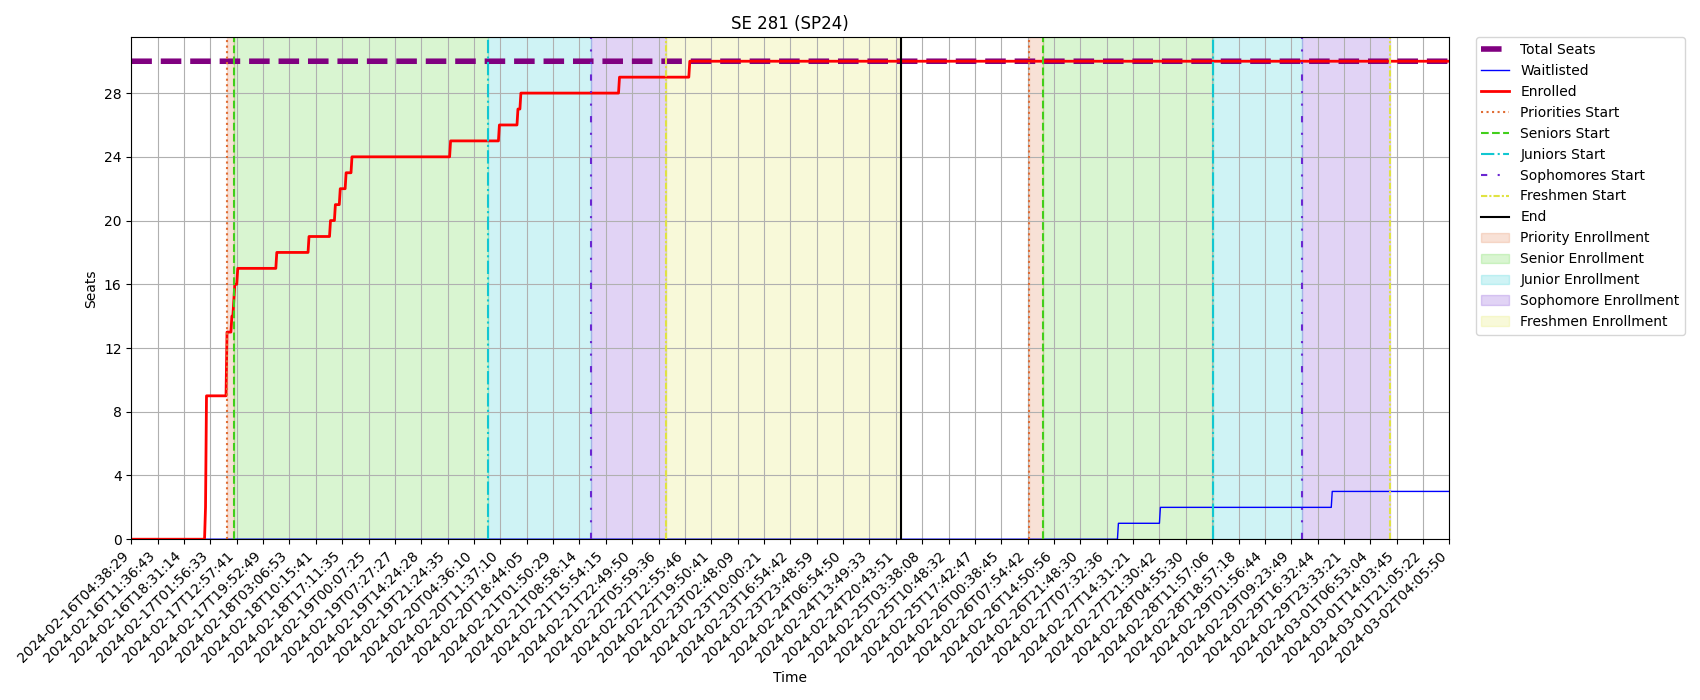 SE 281 (SP24)
Seats
28
24
20
16
12
8
4
0
2024-02-16T04:38:29
2024-02-16T11:36:43
2024-02-16T18:31:14
2024-02-17T01:56:33
2024-02-17T12:57:41
2024-02-17T19:52:49
2024-02-18T03:06:53
2024-02-18T10:15:41
2024-02-18T17:11:35
2024-02-19T00:07:25
2024-02-19T07:27:27
2024-02-19T14:24:28
2024-02-19T21:24:35
2024-02-20T04:36:10
2024-02-20T11:37:10
2024-02-20T18:44:05
2024-02-21T01:50:29
2024-02-21T08:58:14
2024-02-21T15:54:15
2024-02-21T22:49:50
2024-02-22T05:59:36
2024-02-22T12:55:46
2024-02-22T19:50:41
2024-02-23T02:48:09
2024-02-23T10:00:21
2024-02-23T16:54:42
2024-02-23T23:48:59
2024-02-24T06:54:50
2024-02-24T13:49:33
2024-02-24T20:43:51
2024-02-25T03:38:08
2024-02-25T10:48:32
2024-02-25T17:42:47
2024-02-26T00:38:45
2024-02-26T07:54:42
2024-02-26T14:50:56
2024-02-26T21:48:30
2024-02-27T07:32:36
2024-02-27T14:31:21
2024-02-27T21:30:42
2024-02-28T04:55:30
2024-02-28T11:57:06
2024-02-28T18:57:18
2024-02-29T01:56:44
2024-02-29T09:23:49
2024-02-29T16:32:44
2024-02-29T23:33:21
2024-03-01T06:53:04
2024-03-01T14:03:45
2024-03-01T21:05:22
2024-03-02T04:05:50
Time
Total Seats
Waitlisted
Enrolled
Priorities Start
Seniors Start
Juniors Start
Sophomores Start
Freshmen Start
End
Priority Enrollment
Senior Enrollment
Junior Enrollment
Sophomore Enrollment
Freshmen Enrollment